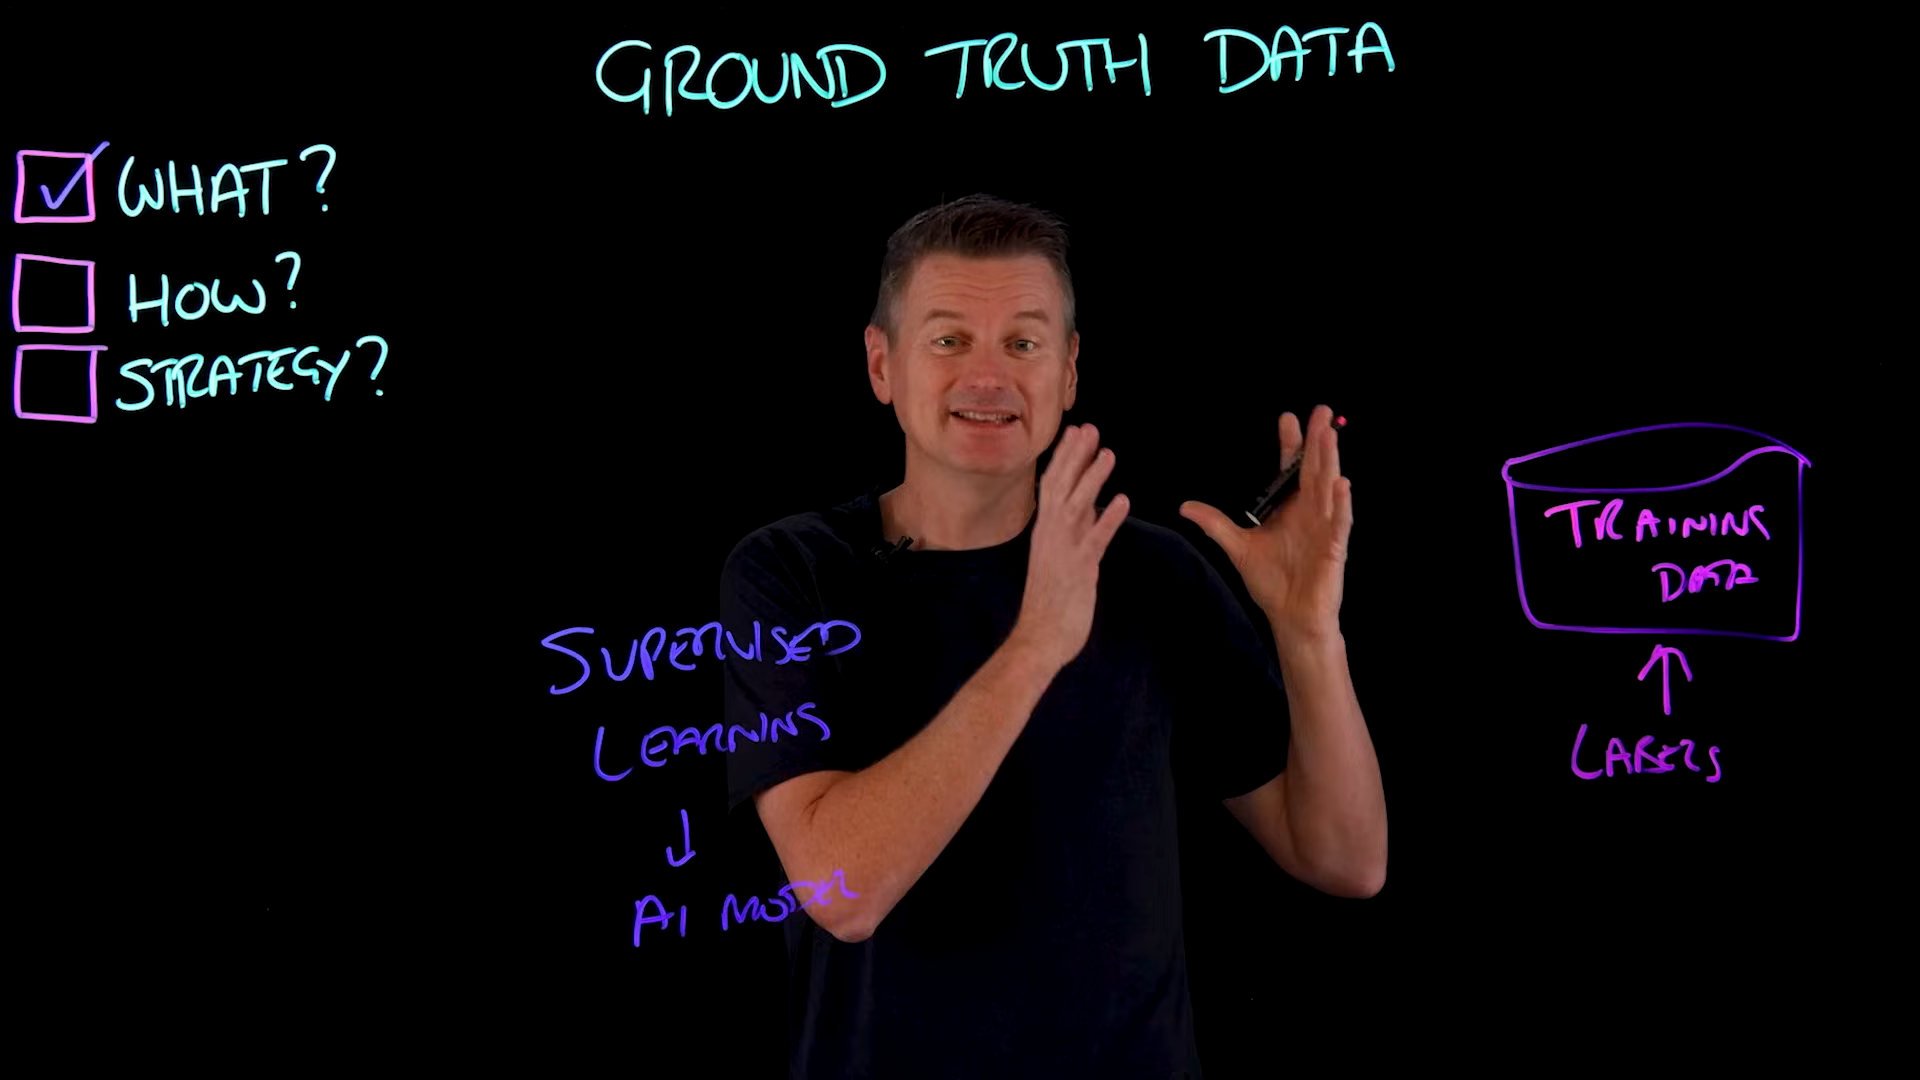 GROUND TRUTH DATA
WHAT?
HOW?
STRATEGY?
TRAINING
DATA
LABELS
SUPERVISED
LEARNING
AI MODEL